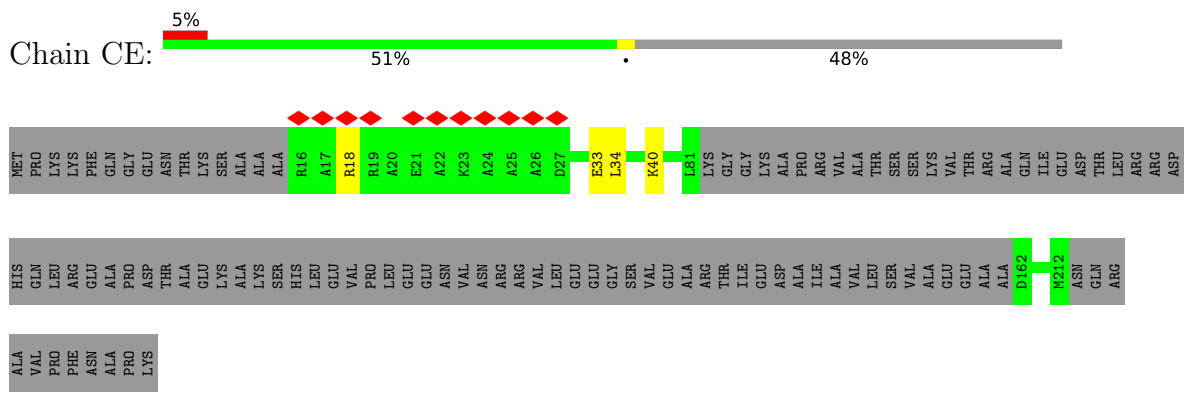 5%
Chain CE:
51% • 48%
MET PRO LYS LYS PHE GLN GLY GLU ASN THR LYS SER ALA ALA ALA R16 A17 R18 R19 A20 E21 A22 K23 A24 A25 A26 D27 E33 L34 K40 L81 LYS GLY GLY LYS ALA PRO ARG VAL ALA THR SER SER LYS VAL THR ARG ALA GLN ILE GLU ASP THR LEU ARG ARG ASP
HIS GLN LEU ARG GLU ALA PRO ASP THR ALA GLU LYS ALA LYS SER HIS LEU GLU VAL PRO LEU GLU GLU ASN VAL ASN ARG ARG VAL LEU GLU GLU GLY SER VAL GLU ALA ARG THR ILE GLU ASP ALA ILE ALA VAL LEU SER VAL ALA GLU GLU ALA ALA D162 M212 ASN GLN ARG
ALA VAL PRO PHE ASN ALA PRO LYS